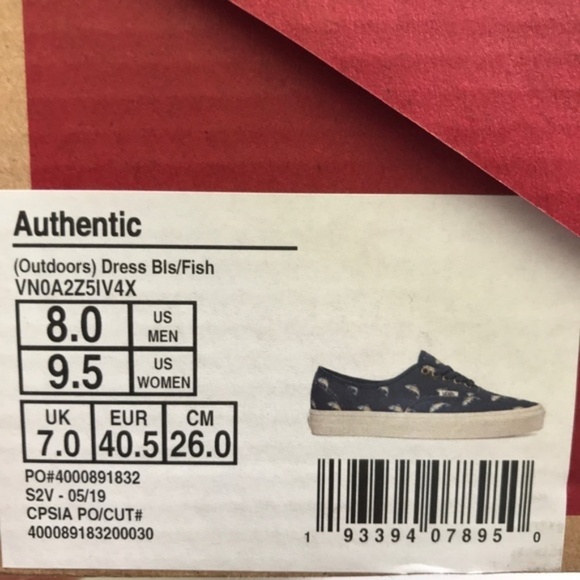 Authentic
(Outdoors) Dress Bls/Fish
VN0A2Z5IV4X
8.0 US MEN
9.5 US WOMEN
UK 7.0 EUR 40.5 CM 26.0
PO#4000891832
S2V - 05/19
CPSIA PO/CUT#
400089183200030
1 93394 07895 0